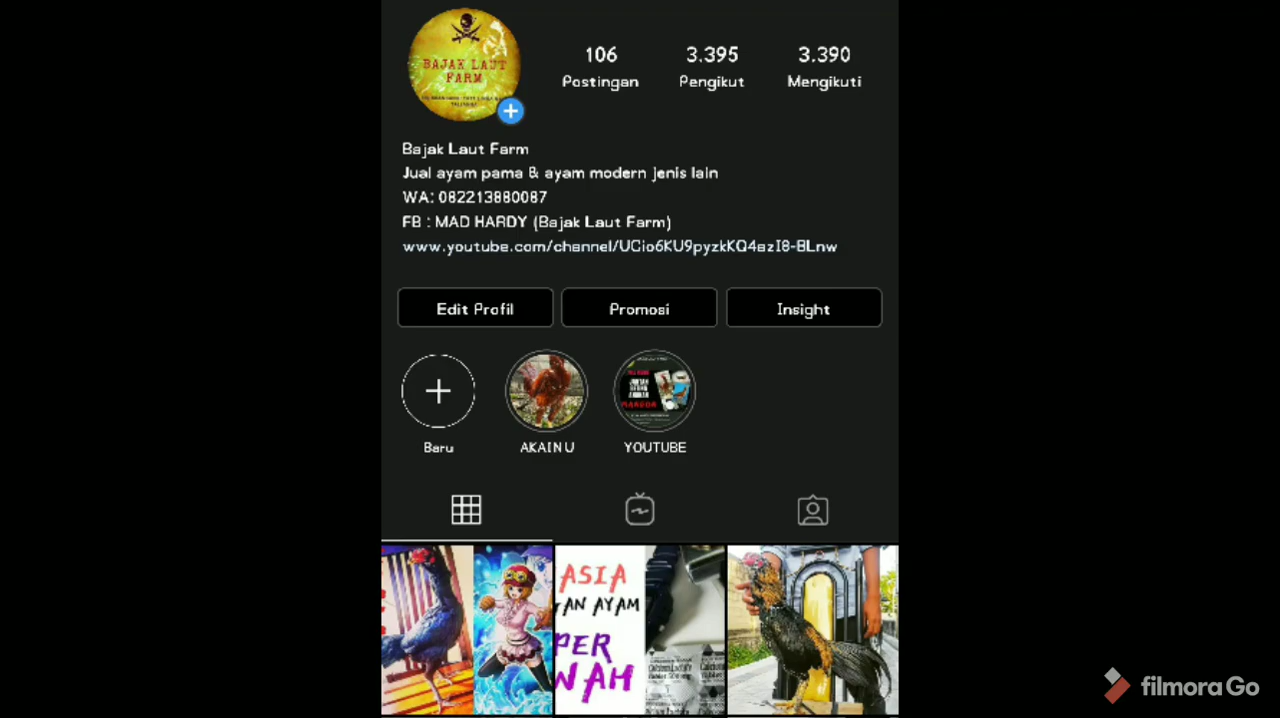 BAJAK LAUT
FARM
106
3.395
3.390
Postingan
Pengikut
Mengikuti
Bajak Laut Farm
Jual ayam pama & ayam modern jenis lain
WA: 082213880087
FB : MAD HARDY (Bajak Laut Farm)
www.youtube.com/channel/UCio6KU9pyzkKQ4azI8-BLnw
Edit Profil
Promosi
Insight
Baru
AKAINU
YOUTUBE
ASIA
AN AYAM
PER
NAH
filmoraGo